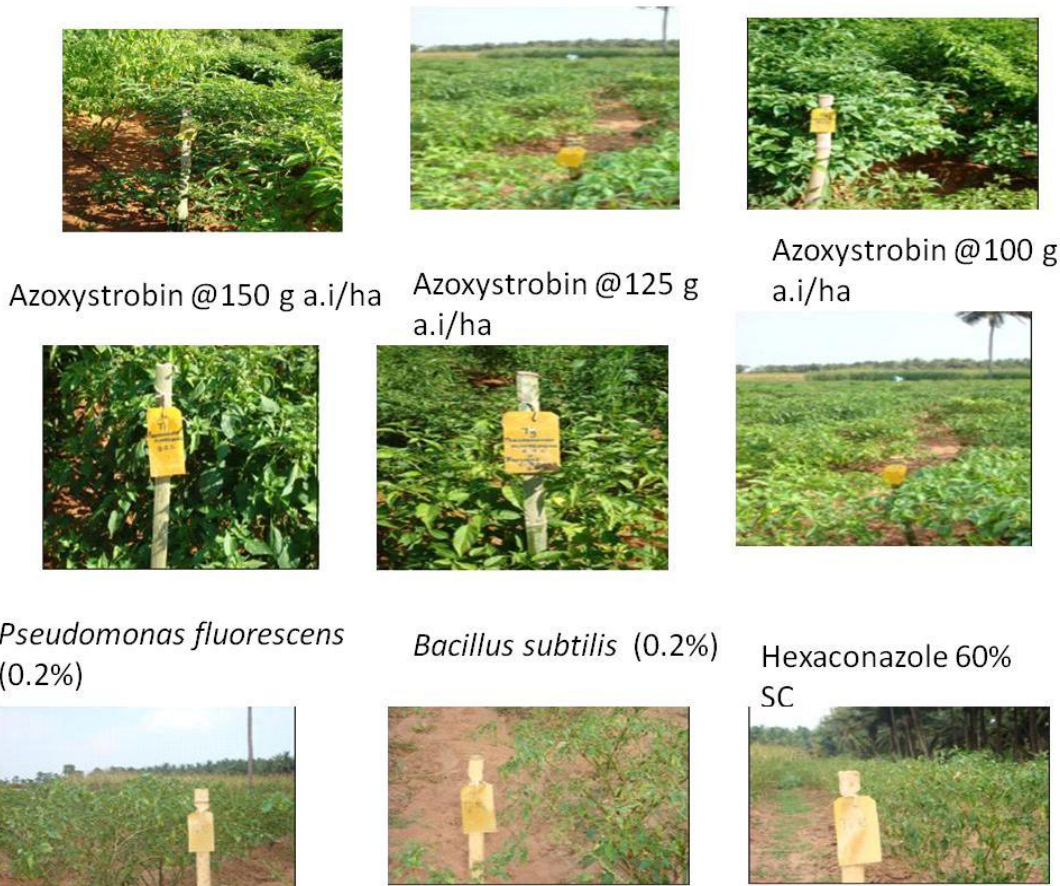 Azoxystrobin @150 g a.i/ha
Azoxystrobin @125 g
a.i/ha
Azoxystrobin @100 g
a.i/ha
T1
Pseudomonas fluorescens
(0.2%)
Bacillus subtilis (0.2%)
Hexaconazole 60%
SC